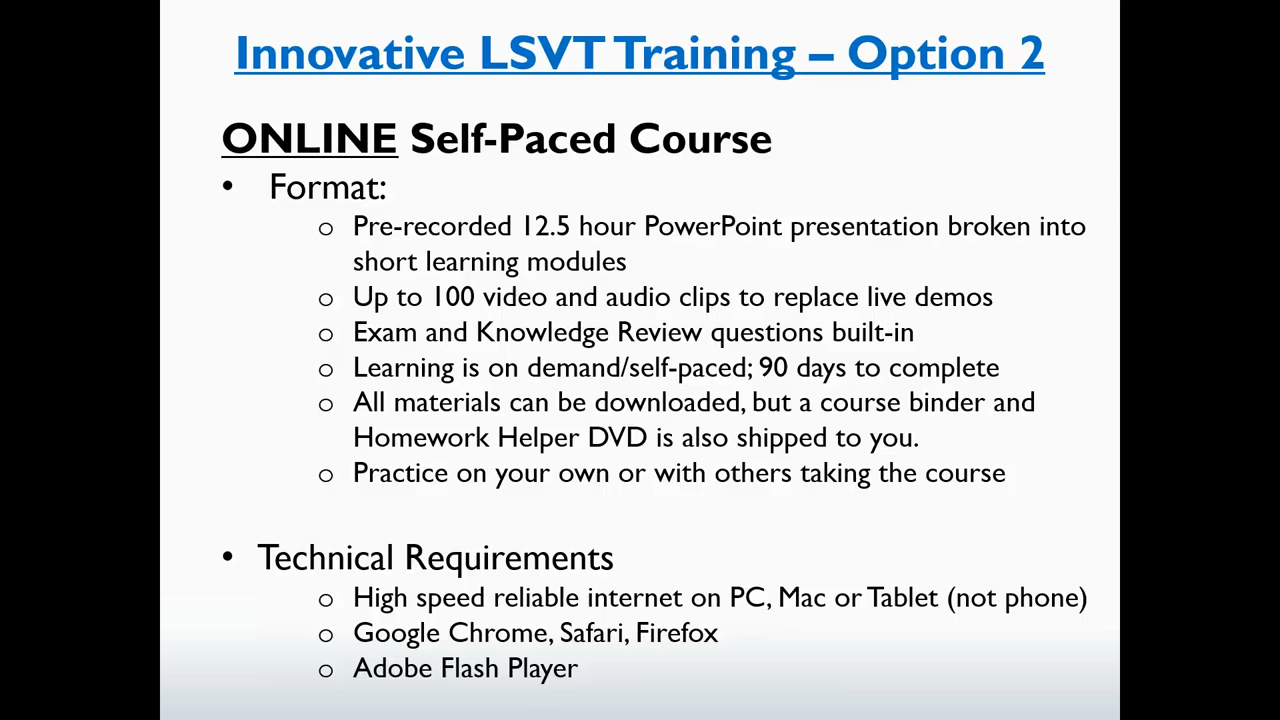 Innovative LSVT Training – Option 2
ONLINE Self-Paced Course
• Format:
o Pre-recorded 12.5 hour PowerPoint presentation broken into
short learning modules
o Up to 100 video and audio clips to replace live demos
o Exam and Knowledge Review questions built-in
o Learning is on demand/self-paced; 90 days to complete
o All materials can be downloaded, but a course binder and
Homework Helper DVD is also shipped to you.
o Practice on your own or with others taking the course
• Technical Requirements
o High speed reliable internet on PC, Mac or Tablet (not phone)
o Google Chrome, Safari, Firefox
o Adobe Flash Player